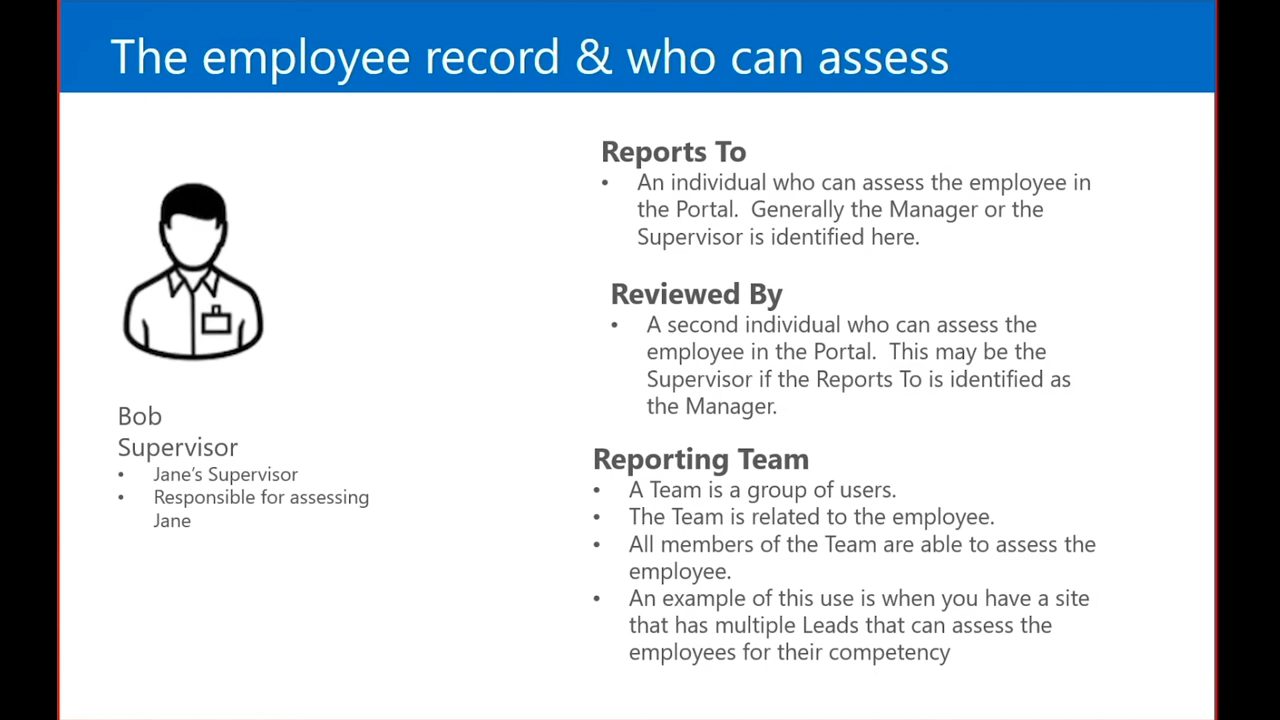 The employee record & who can assess
Bob
Supervisor
• Jane's Supervisor
• Responsible for assessing
Jane
Reports To
• An individual who can assess the employee in
the Portal. Generally the Manager or the
Supervisor is identified here.
Reviewed By
• A second individual who can assess the
employee in the Portal. This may be the
Supervisor if the Reports To is identified as
the Manager.
Reporting Team
• A Team is a group of users.
• The Team is related to the employee.
• All members of the Team are able to assess the
employee.
• An example of this use is when you have a site
that has multiple Leads that can assess the
employees for their competency